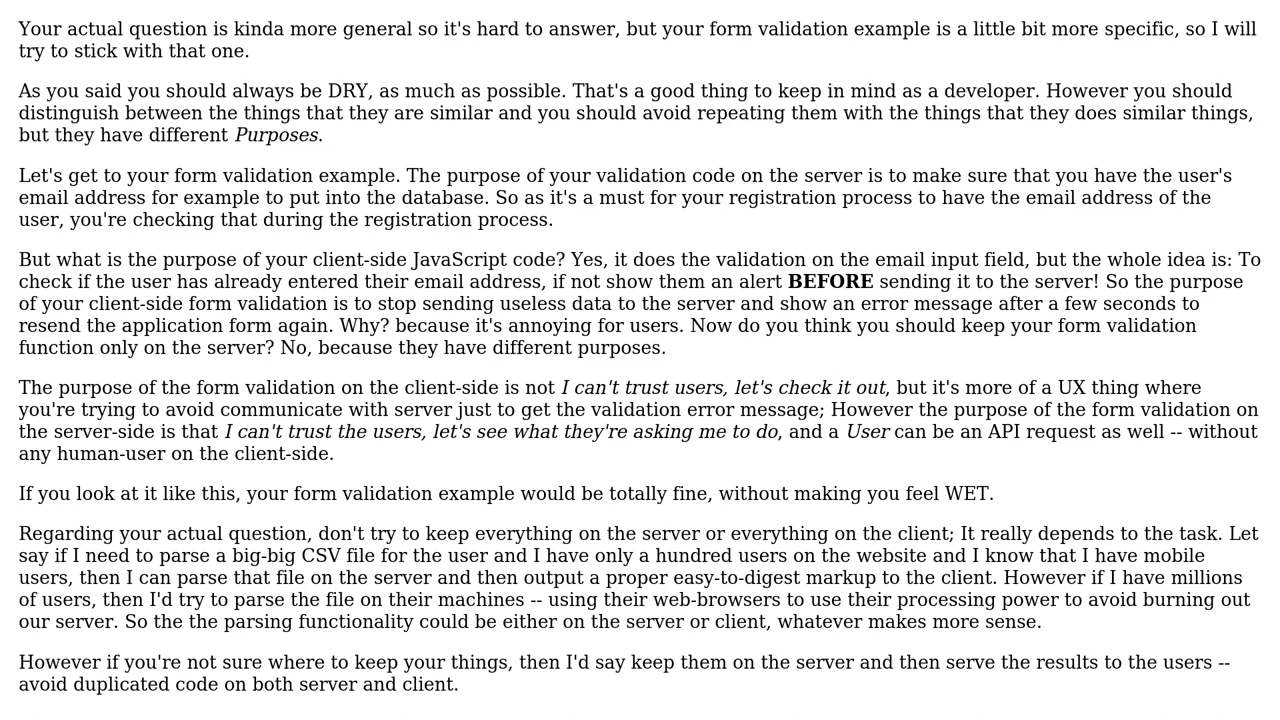 Your actual question is kinda more general so it's hard to answer, but your form validation example is a little bit more specific, so I will
try to stick with that one.
As you said you should always be DRY, as much as possible. That's a good thing to keep in mind as a developer. However you should
distinguish between the things that they are similar and you should avoid repeating them with the things that they does similar things,
but they have different Purposes.
Let's get to your form validation example. The purpose of your validation code on the server is to make sure that you have the user's
email address for example to put into the database. So as it's a must for your registration process to have the email address of the
user, you're checking that during the registration process.
But what is the purpose of your client-side JavaScript code? Yes, it does the validation on the email input field, but the whole idea is: To
check if the user has already entered their email address, if not show them an alert BEFORE sending it to the server! So the purpose
of your client-side form validation is to stop sending useless data to the server and show an error message after a few seconds to
resend the application form again. Why? because it's annoying for users. Now do you think you should keep your form validation
function only on the server? No, because they have different purposes.
The purpose of the form validation on the client-side is not I can't trust users, let's check it out, but it's more of a UX thing where
you're trying to avoid communicate with server just to get the validation error message; However the purpose of the form validation on
the server-side is that I can't trust the users, let's see what they're asking me to do, and a User can be an API request as well -- without
any human-user on the client-side.
If you look at it like this, your form validation example would be totally fine, without making you feel WET.
Regarding your actual question, don't try to keep everything on the server or everything on the client; It really depends to the task. Let
say if I need to parse a big-big CSV file for the user and I have only a hundred users on the website and I know that I have mobile
users, then I can parse that file on the server and then output a proper easy-to-digest markup to the client. However if I have millions
of users, then I'd try to parse the file on their machines -- using their web-browsers to use their processing power to avoid burning out
our server. So the the parsing functionality could be either on the server or client, whatever makes more sense.
However if you're not sure where to keep your things, then I'd say keep them on the server and then serve the results to the users --
avoid duplicated code on both server and client.